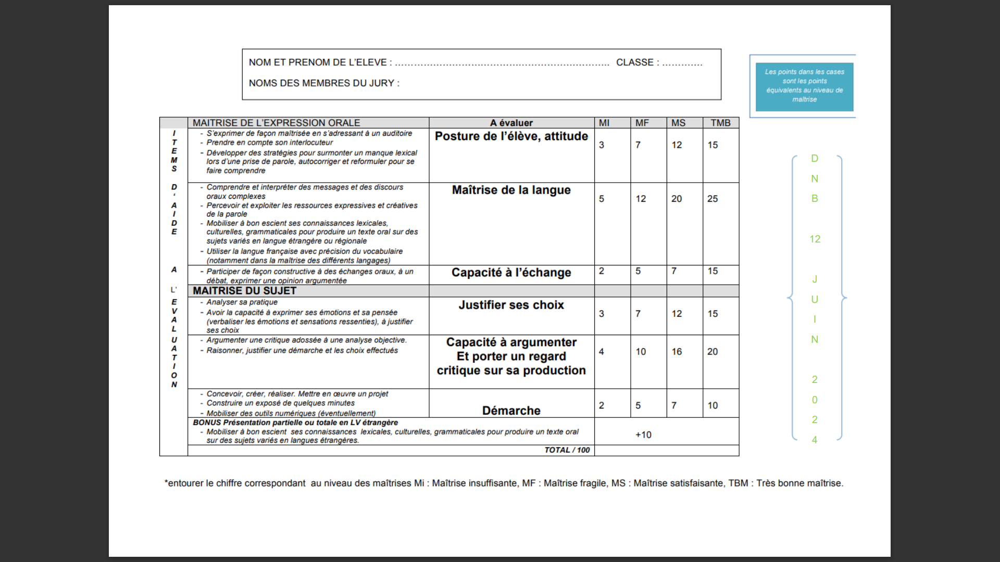 NOM ET PRENOM DE L’ELEVE : ……………………………………………………………….. CLASSE : ………….
NOMS DES MEMBRES DU JURY :
Les points dans les cases
sont les points
équivalents au niveau de
maîtrise
MAITRISE DE L’EXPRESSION ORALE A évaluer MI MF MS TMB
- S’exprimer de façon maîtrisée en s’adressant à un auditoire
- Prendre en compte son interlocuteur
- Développer des stratégies pour surmonter un manque lexical
lors d’une prise de parole, autocorriger et reformuler pour se
faire comprendre
Posture de l’élève, attitude
3 7 12 15
- Comprendre et interpréter des messages et des discours
oraux complexes
- Percevoir et exploiter les ressources expressives et créatives
de la parole
- Mobiliser à bon escient ses connaissances lexicales,
culturelles, grammaticales pour produire un texte oral sur des
sujets variés en langue étrangère ou régionale
- Utiliser la langue française avec précision du vocabulaire
(notamment dans la maîtrise des différents langages)
Maîtrise de la langue
5 12 20 25
- Participer de façon constructive à des échanges oraux, à un
débat, exprimer une opinion argumentée
Capacité à l’échange
2 5 7 15
MAITRISE DU SUJET
- Analyser sa pratique
- Avoir la capacité à exprimer ses émotions et sa pensée
(verbaliser les émotions et sensations ressenties), à justifier
ses choix
Justifier ses choix
3 7 12 15
- Argumenter une critique adossée à une analyse objective.
- Raisonner, justifier une démarche et les choix effectués
Capacité à argumenter
Et porter un regard
critique sur sa production
4 10 16 20
- Concevoir, créer, réaliser. Mettre en œuvre un projet
- Construire un exposé de quelques minutes
- Mobiliser des outils numériques (éventuellement)
Démarche
2 5 7 10
BONUS Présentation partielle ou totale en LV étrangère
- Mobiliser à bon escient ses connaissances lexicales, culturelles, grammaticales pour produire un texte oral
sur des sujets variés en langues étrangères.
+10
TOTAL / 100
ITEMS D‘AIDE A L’ EVALUATION
DNB 12 JUIN 2024
*entourer le chiffre correspondant au niveau des maîtrises Mi : Maîtrise insuffisante, MF : Maîtrise fragile, MS : Maîtrise satisfaisante, TBM : Très bonne maîtrise.